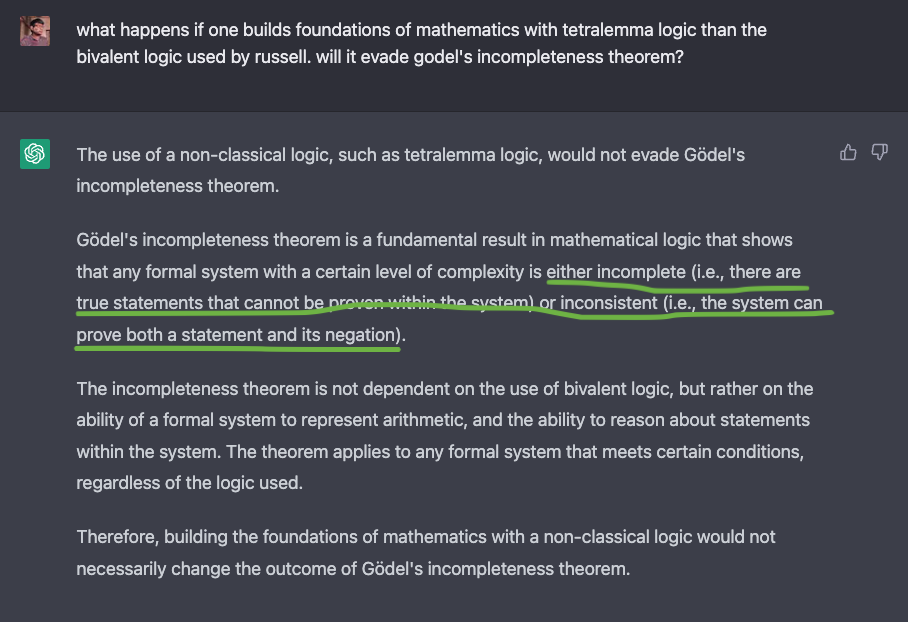 what happens if one builds foundations of mathematics with tetralemma logic than the
bivalent logic used by russell. will it evade godel's incompleteness theorem?
The use of a non-classical logic, such as tetralemma logic, would not evade Gödel's
incompleteness theorem.
Gödel's incompleteness theorem is a fundamental result in mathematical logic that shows
that any formal system with a certain level of complexity is either incomplete (i.e., there are
true statements that cannot be proven within the system) or inconsistent (i.e., the system can
prove both a statement and its negation).
The incompleteness theorem is not dependent on the use of bivalent logic, but rather on the
ability of a formal system to represent arithmetic, and the ability to reason about statements
within the system. The theorem applies to any formal system that meets certain conditions,
regardless of the logic used.
Therefore, building the foundations of mathematics with a non-classical logic would not
necessarily change the outcome of Gödel's incompleteness theorem.